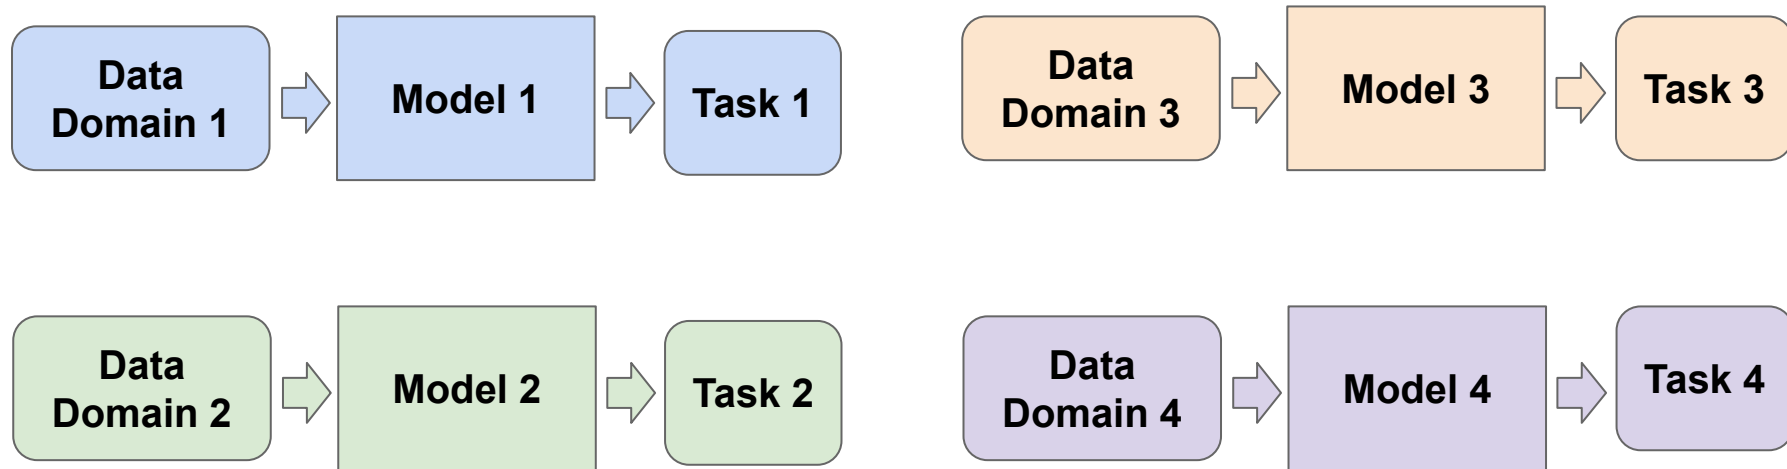 Data
Domain 1
Model 1
Task 1
Data
Domain 3
Model 3
Task 3
Data
Domain 2
Model 2
Task 2
Data
Domain 4
Model 4
Task 4